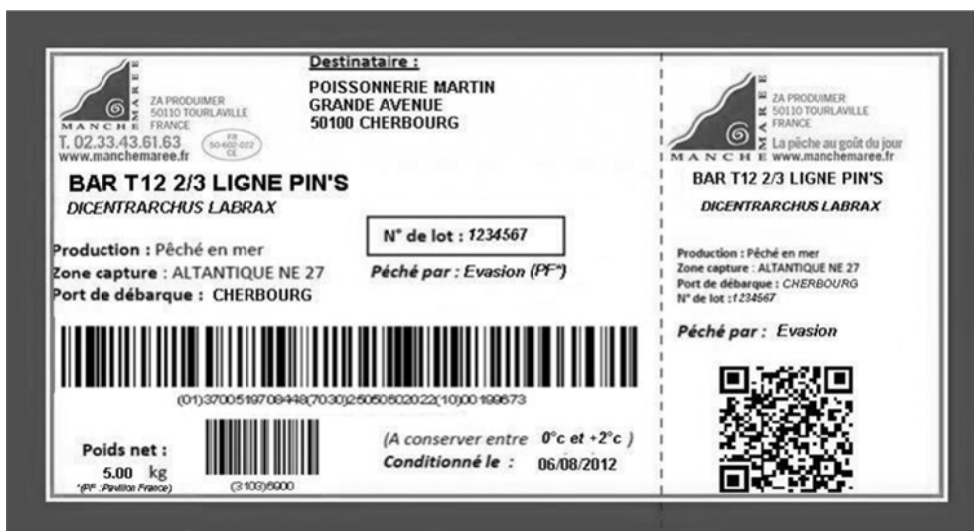 MANCHE MAREE
ZA PRODUIMER
50110 TOURLAVILLE
FRANCE
T. 02.33.43.61.63
www.manchemaree.fr
FR
50-602-022
CE
Destinataire :
POISSONNERIE MARTIN
GRANDE AVENUE
50100 CHERBOURG
BAR T12 2/3 LIGNE PIN'S
DICENTRARCHUS LABRAX
N° de lot : 1234567
Production : Pêché en mer
Zone capture : ALTANTIQUE NE 27
Port de débarque : CHERBOURG
Péché par : Evasion (PF*)
(01)3700519708448(7030)25050602022(10)00199673
Poids net :
5.00 kg
*(PF :Pavillon France)
(3103)5000
(A conserver entre 0°c et +2°c )
Conditionné le : 06/08/2012
MANCHE MAREE
ZA PRODUIMER
50110 TOURLAVILLE
FRANCE
La pêche au goût du jour
www.manchemaree.fr
BAR T12 2/3 LIGNE PIN'S
DICENTRARCHUS LABRAX
Production : Pêché en mer
Zone capture : ALTANTIQUE NE 27
Port de débarque : CHERBOURG
N° de lot :1234567
Péché par : Evasion